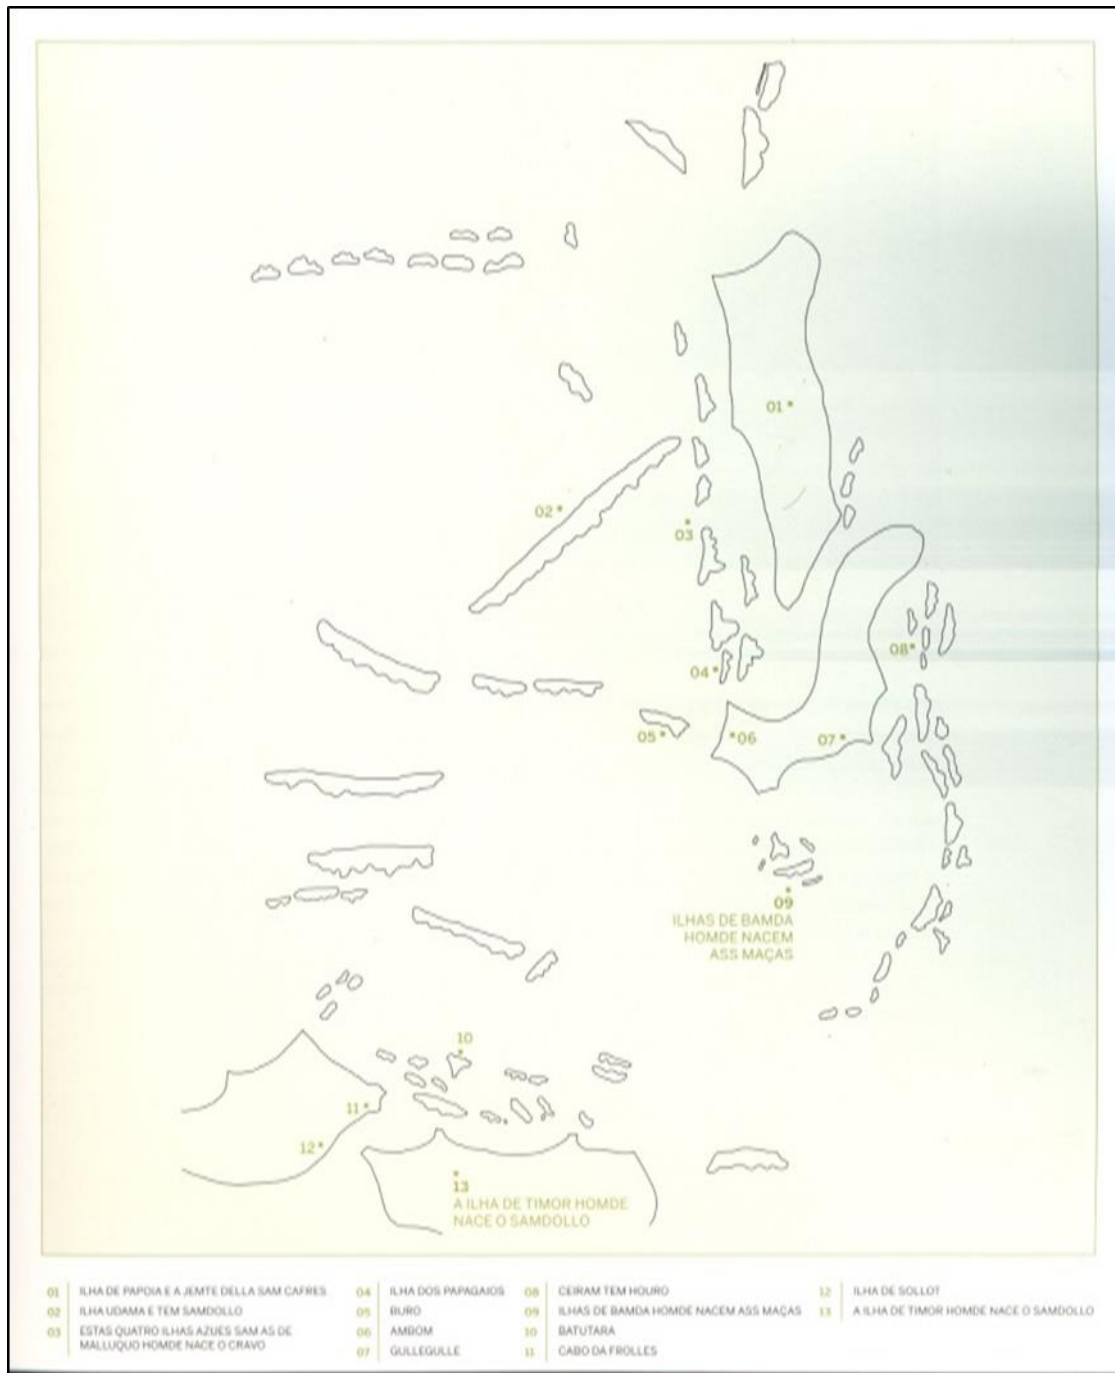 01
02
03
04
08
05
06
07
09
ILHAS DE BAMDA
HOMDE NACEM
ASS MAÇAS
10
11
12
13
A ILHA DE TIMOR HOMDE
NACE O SAMDOLLO
01 ILHA DE PAPOIA E A JEMTE DELLA SAM CAFRES
02 ILHA UDAMA E TEM SAMDOLLO
03 ESTAS QUATRO ILHAS AZUES SAM AS DE
MALLUQUO HOMDE NACE O CRAVO
04 ILHA DOS PAPAGAIOS
05 BURO
06 AMBOM
07 GULLEGULLE
08 CEIRAM TEM HOURO
09 ILHAS DE BAMDA HOMDE NACEM ASS MAÇAS
10 BATUTARA
11 CABO DA FROLLES
12 ILHA DE SOLLOT
13 A ILHA DE TIMOR HOMDE NACE O SAMDOLLO